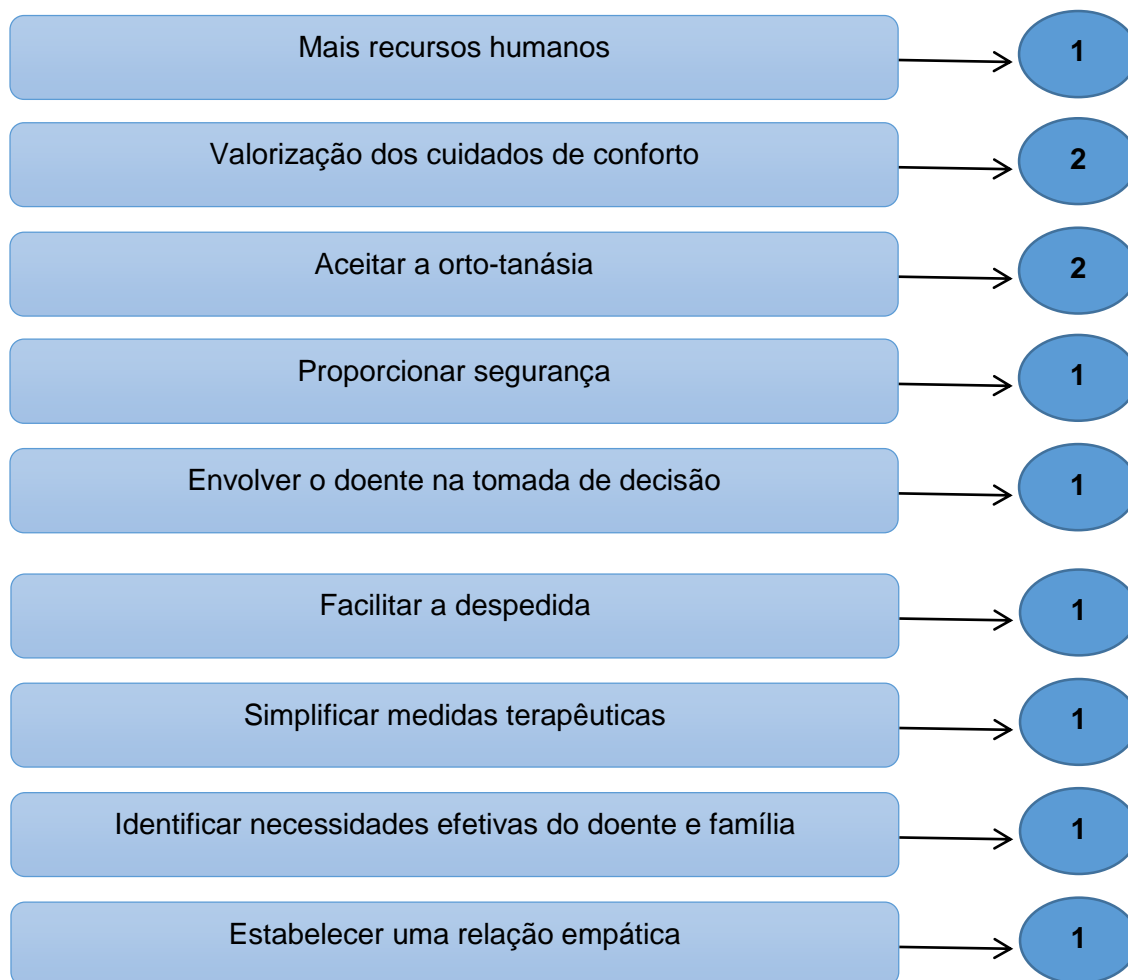 Mais recursos humanos
1
Valorização dos cuidados de conforto
2
Aceitar a orto-tanásia
2
Proporcionar segurança
1
Envolver o doente na tomada de decisão
1
Facilitar a despedida
1
Simplificar medidas terapêuticas
1
Identificar necessidades efetivas do doente e família
1
Estabelecer uma relação empática
1